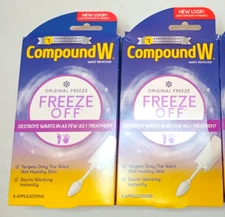 NEW LOOK!
Compound W
WART REMOVER
ORIGINAL FREEZE
FREEZE
OFF
DESTROYS WARTS IN AS FEW AS 1 TREATMENT
Targets Only The Wart,
Not Healthy Skin
Starts Working
Instantly
8 APPLICATIONS
NEW LOOK!
Compound W
WART REMOVER
ORIGINAL FREEZE
FREEZE
OFF
DESTROYS WARTS IN AS FEW AS 1 TREATMENT
Targets Only The Wart,
Not Healthy Skin
Starts Working
Instantly
8 APPLICATIONS